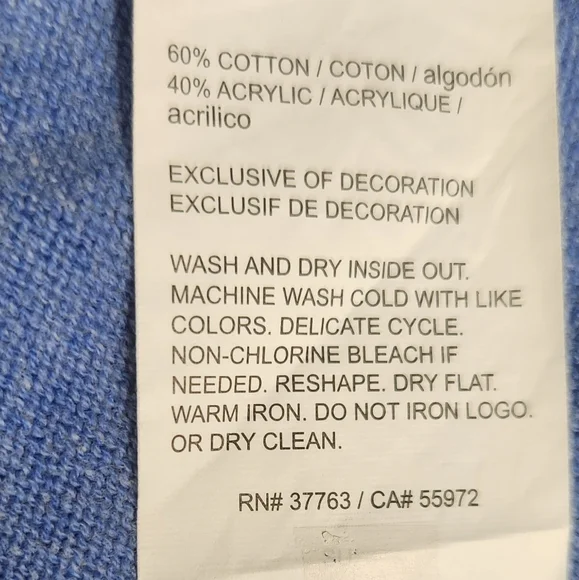 60% COTTON / COTON / algodón
40% ACRYLIC / ACRYLIQUE /
acrilico
EXCLUSIVE OF DECORATION
EXCLUSIF DE DECORATION
WASH AND DRY INSIDE OUT.
MACHINE WASH COLD WITH LIKE
COLORS. DELICATE CYCLE.
NON-CHLORINE BLEACH IF
NEEDED. RESHAPE. DRY FLAT.
WARM IRON. DO NOT IRON LOGO.
OR DRY CLEAN.
RN# 37763 / CA# 55972